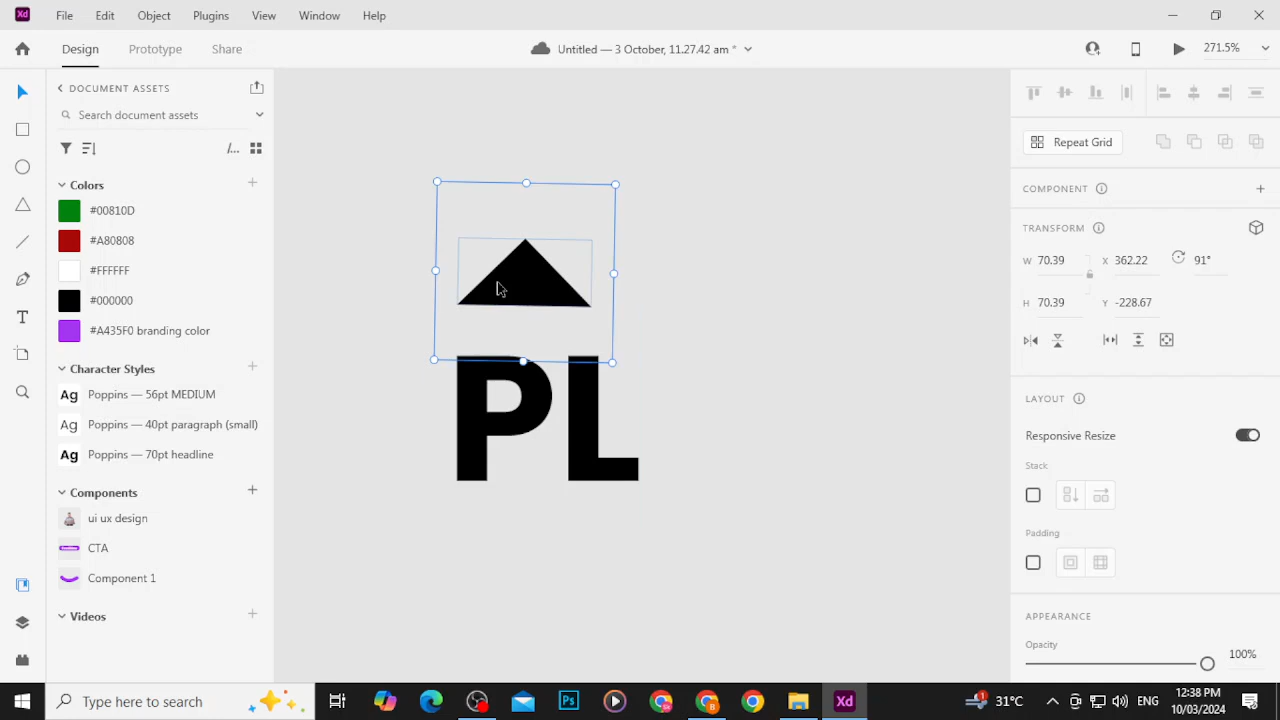 File Edit Object Plugins View Window Help
Design Prototype Share
Untitled — 3 October, 11.27.42 am *
271.5%
DOCUMENT ASSETS
Search document assets
Repeat Grid
Colors
#00810D
#A80808
#FFFFFF
#000000
#A435F0 branding color
Character Styles
Ag Poppins — 56pt MEDIUM
Ag Poppins — 40pt paragraph (small)
Ag Poppins — 70pt headline
Components
ui ux design
CTA
Component 1
Videos
PL
COMPONENT
TRANSFORM
W 70.39 X 362.22 91°
H 70.39 Y -228.67
LAYOUT
Responsive Resize
Stack
Padding
APPEARANCE
Opacity
100%
Type here to search
Ps
Xd
1
31°C
ENG
12:38 PM
10/03/2024